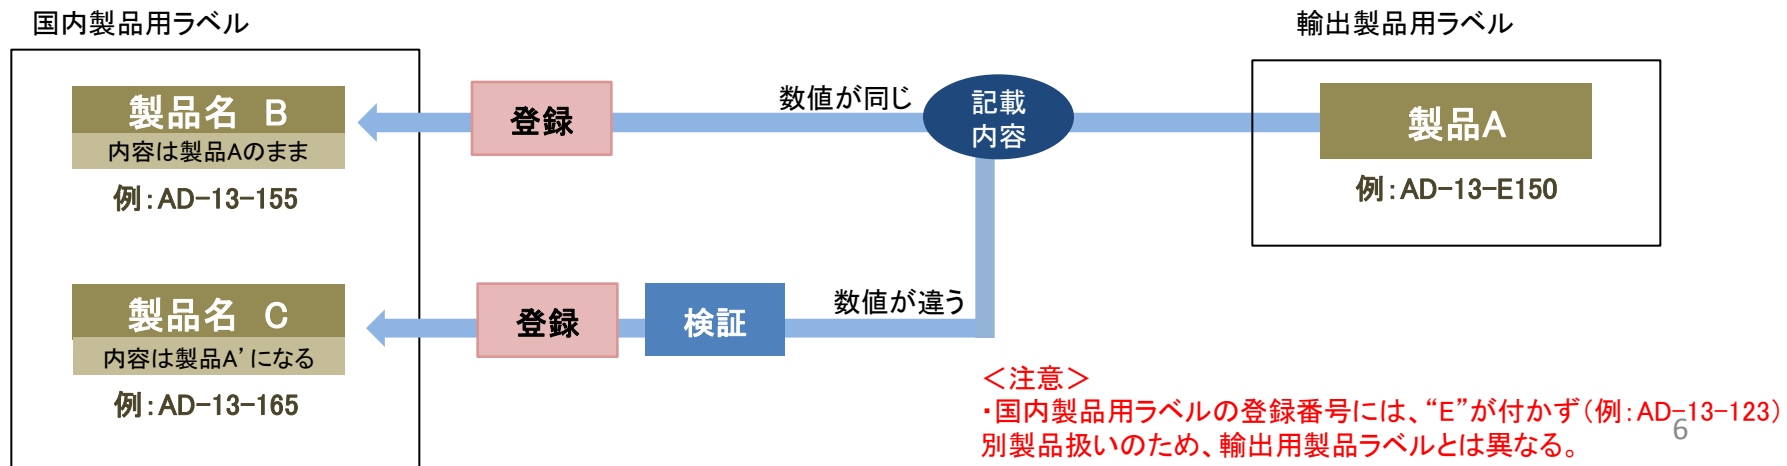 国内製品用ラベル
輸出製品用ラベル
製品名 B
内容は製品Aのまま
例：AD-13-155
登録
数値が同じ
記載
内容
製品A
例：AD-13-E150
製品名 C
内容は製品A’になる
例：AD-13-165
登録
検証
数値が違う
＜注意＞
・国内製品用ラベルの登録番号には、“E”が付かず（例：AD-13-123）
別製品扱いのため、輸出用製品ラベルとは異なる。
6